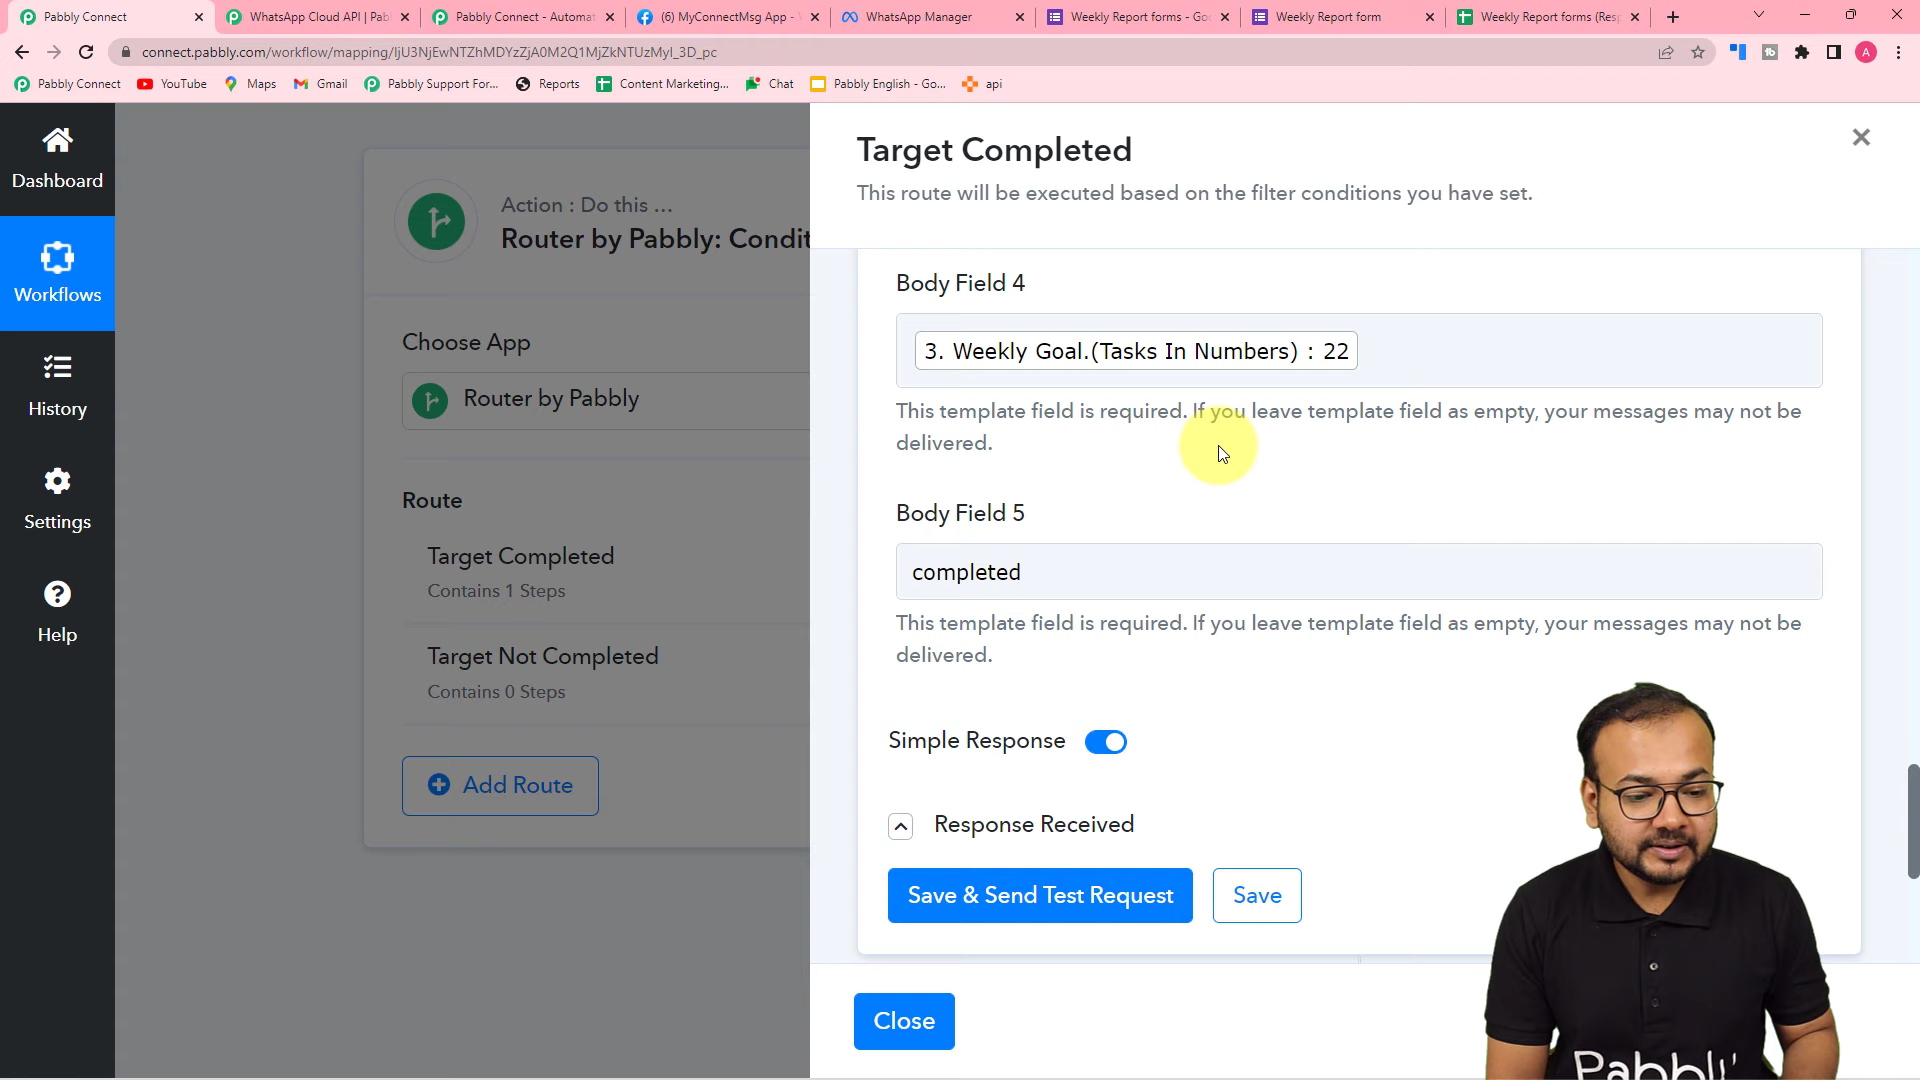 Pabbly Connect
WhatsApp Cloud API | Pab
Pabbly Connect - Automat
(6) MyConnectMsg App -
WhatsApp Manager
Weekly Report forms - Goo
Weekly Report form
Weekly Report forms (Res
connect.pabbly.com/workflow/mapping/IjU3NjEwNTZhMDYzZjA0M2Q1MjZkNTUzMyI_3D_pc
A
Pabbly Connect
YouTube
Maps
Gmail
Pabbly Support For...
Reports
Content Marketing...
Chat
Pabbly English - Go...
api
Dashboard
Workflows
History
Settings
Help
Action : Do this ...
Router by Pabbly: Condit
Choose App
Router by Pabbly
Route
Target Completed
Contains 1 Steps
Target Not Completed
Contains 0 Steps
Add Route
Target Completed
This route will be executed based on the filter conditions you have set.
Body Field 4
3. Weekly Goal.(Tasks In Numbers) : 22
This template field is required. If you leave template field as empty, your messages may not be
delivered.
Body Field 5
completed
This template field is required. If you leave template field as empty, your messages may not be
delivered.
Simple Response
Response Received
Save & Send Test Request
Save
Close
Pabbly